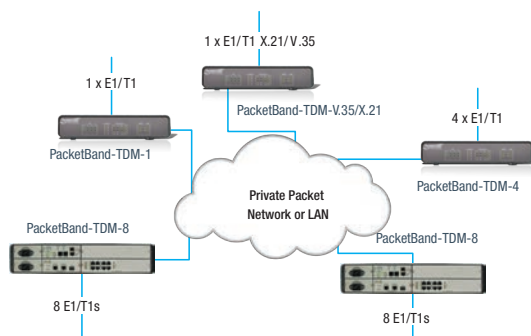 1 x E1/T1 X.21/V.35
1 x E1/T1
PacketBand-TDM-V.35/X.21
4 x E1/T1
PacketBand-TDM-1
PacketBand-TDM-4
Private Packet
Network or LAN
PacketBand-TDM-8
PacketBand-TDM-8
8 E1/T1s
8 E1/T1s